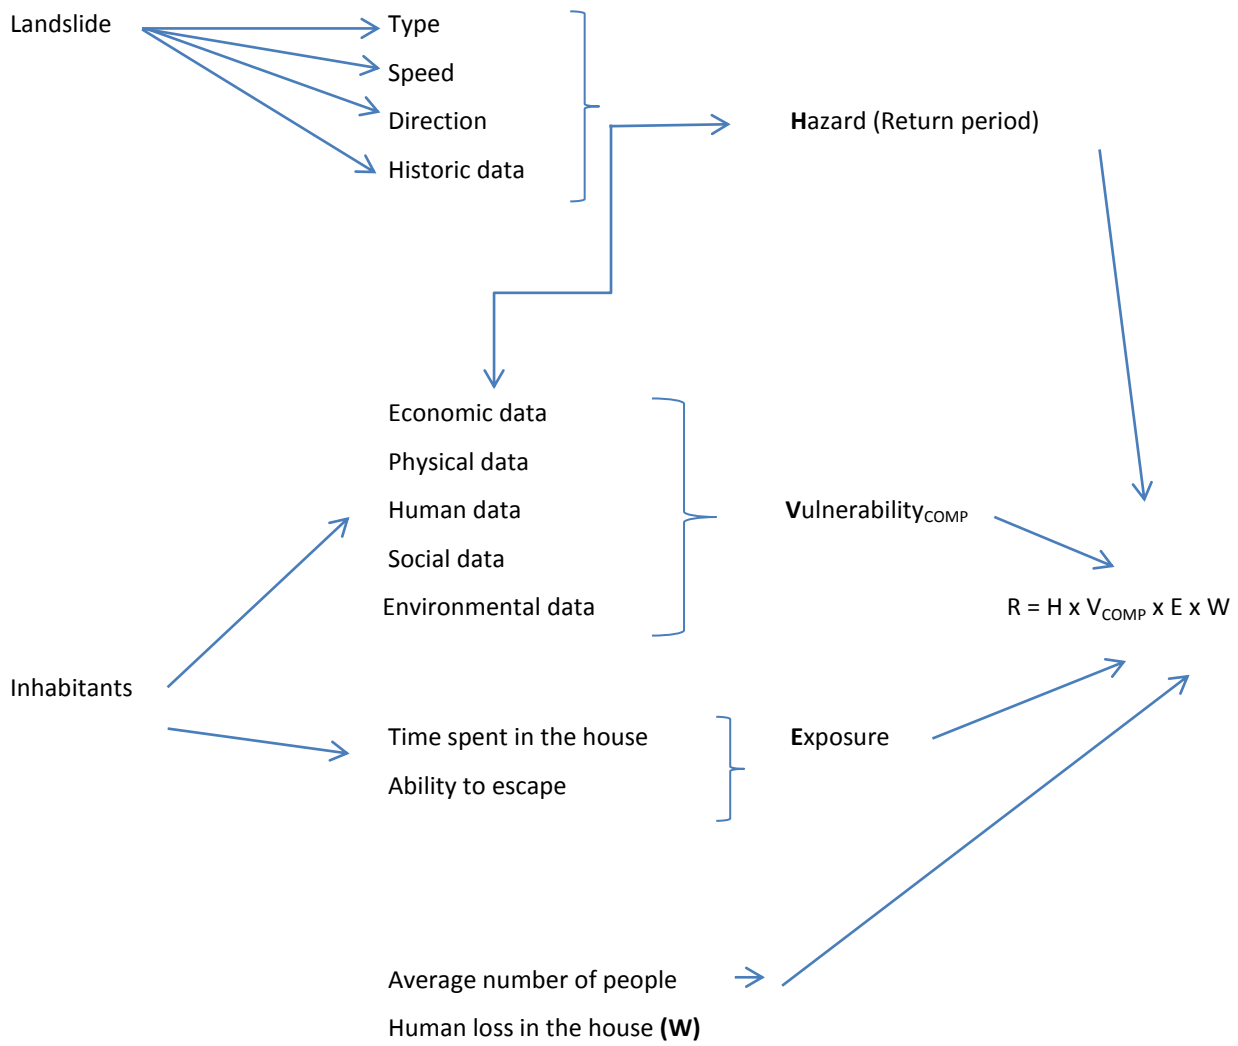 Landslide
Type
Speed
Direction
Historic data
Hazard (Return period)
Economic data
Physical data
Human data
Social data
Environmental data
VulnerabilityCOMP
R = H x VCOMP x E x W
Inhabitants
Time spent in the house
Ability to escape
Exposure
Average number of people
Human loss in the house (W)